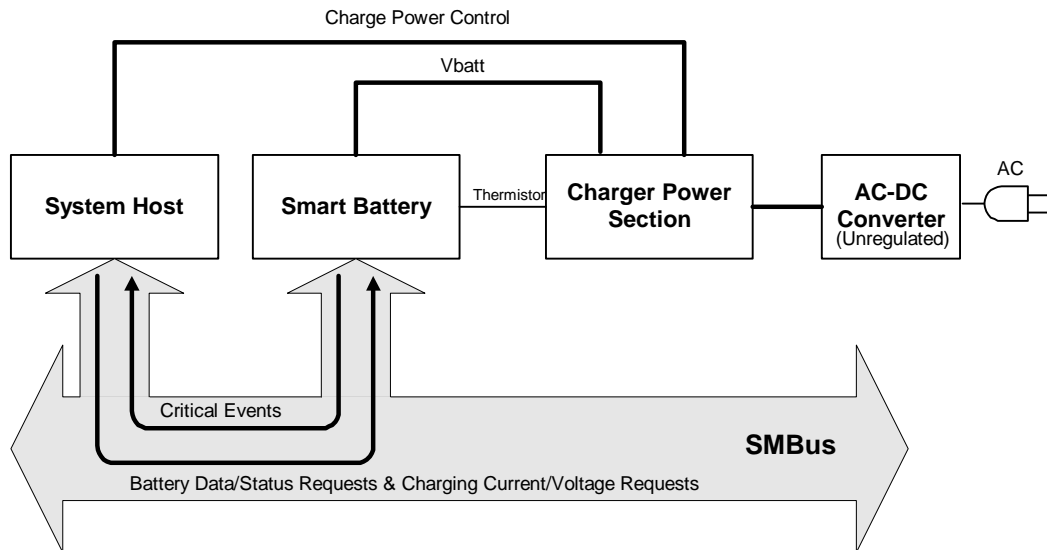 Charge Power Control
Vbatt
System Host
Smart Battery
Thermistor
Charger Power
Section
AC-DC
Converter
(Unregulated)
AC
Critical Events
SMBus
Battery Data/Status Requests & Charging Current/Voltage Requests